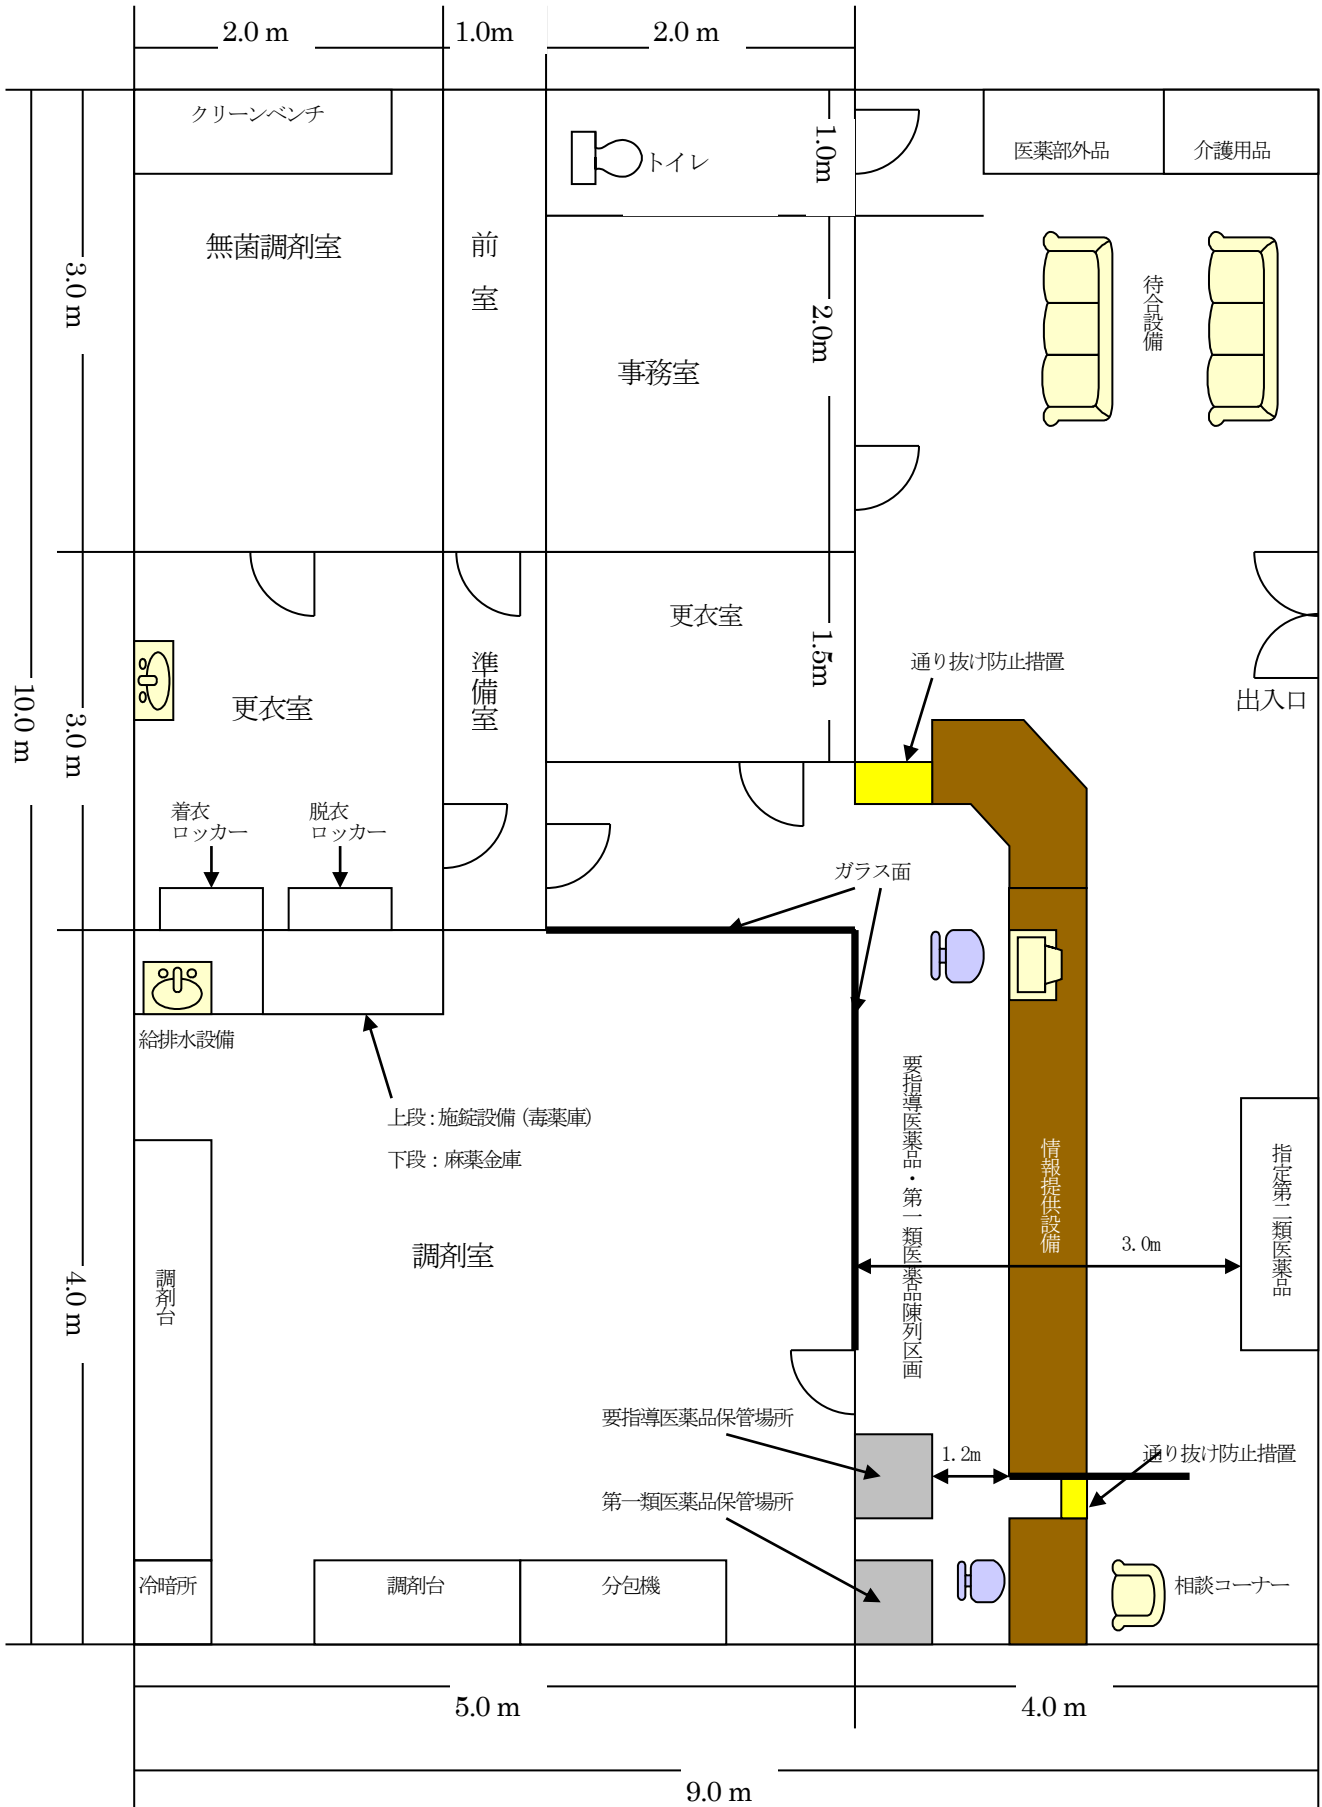 2.0 m
1.0m
2.0 m
クリーンベンチ
トイレ
1.0m
医薬部外品
介護用品
無菌調剤室
前室
3.0 m
2.0m
待合設備
事務室
更衣室
1.5m
準備室
通り抜け防止措置
更衣室
出入口
10.0 m
3.0 m
着衣
ロッカー
脱衣
ロッカー
ガラス面
給排水設備
上段：施錠設備（毒薬庫）
下段：麻薬金庫
要指導医薬品・第一類医薬品陳列区画
情報提供設備
指定第二類医薬品
3.0m
調剤室
調剤台
4.0 m
要指導医薬品保管場所
1.2m
通り抜け防止措置
第一類医薬品保管場所
冷暗所
調剤台
分包機
相談コーナー
5.0 m
4.0 m
9.0 m